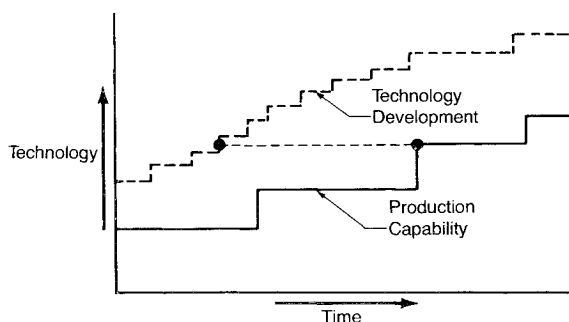 Technology
Development
Technology
Production
Capability
Time